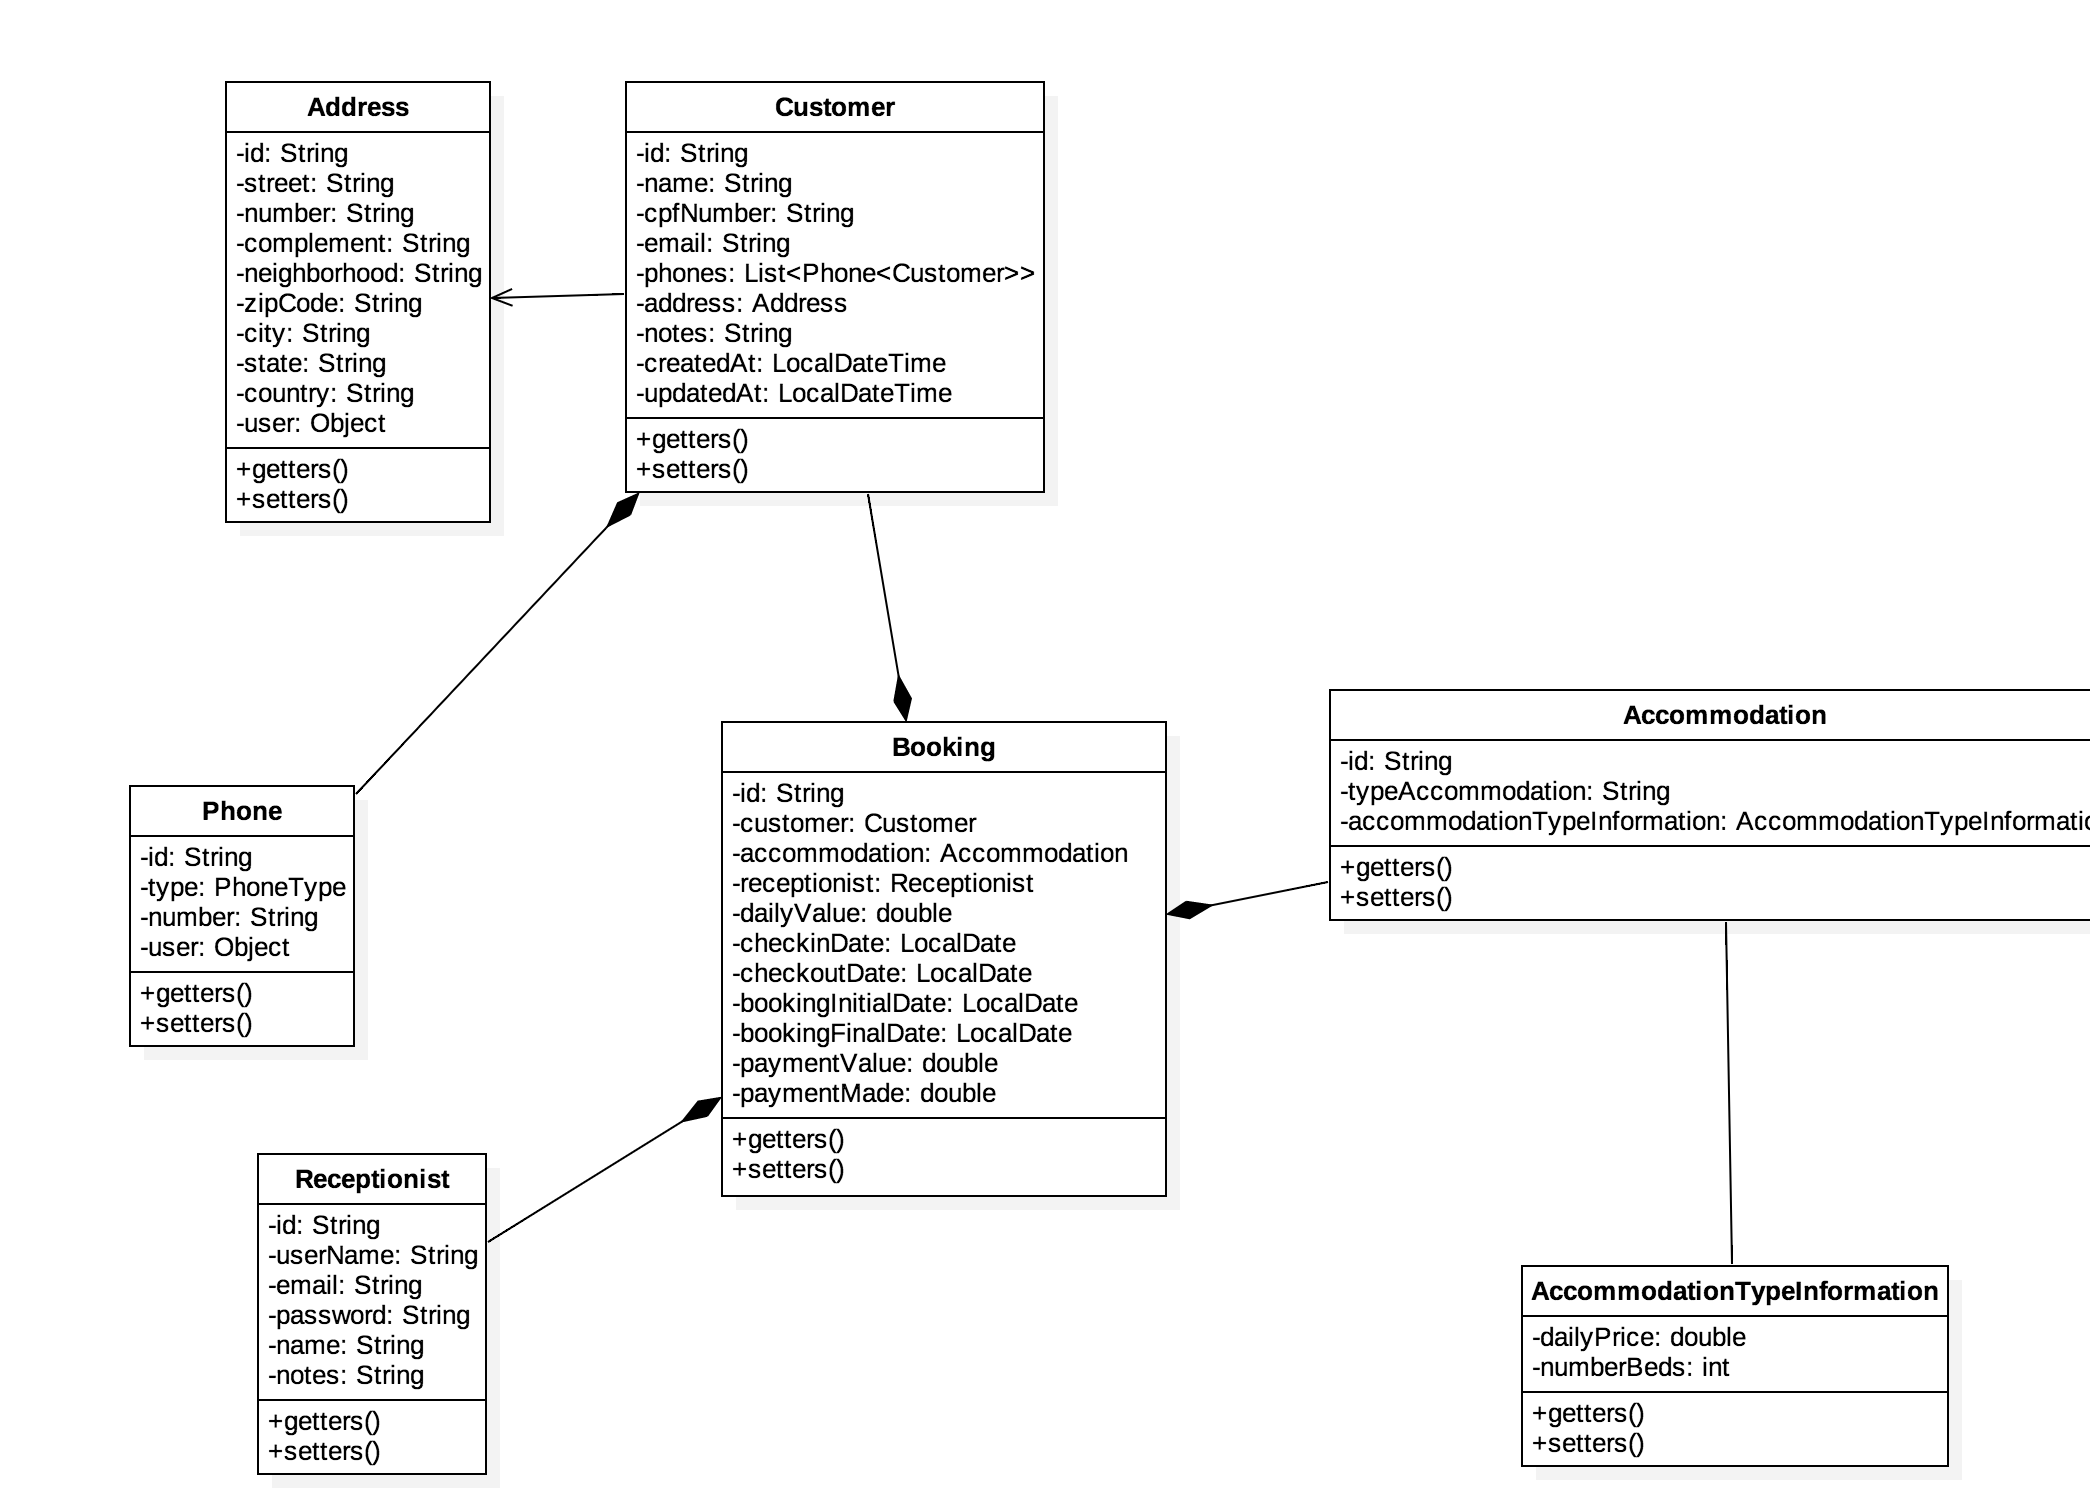 Address
-id: String
-street: String
-number: String
-complement: String
-neighborhood: String
-zipCode: String
-city: String
-state: String
-country: String
-user: Object
+getters()
+setters()
Customer
-id: String
-name: String
-cpfNumber: String
-email: String
-phones: List<Phone<Customer>>
-address: Address
-notes: String
-createdAt: LocalDateTime
-updatedAt: LocalDateTime
+getters()
+setters()
Phone
-id: String
-type: PhoneType
-number: String
-user: Object
+getters()
+setters()
Booking
-id: String
-customer: Customer
-accommodation: Accommodation
-receptionist: Receptionist
-dailyValue: double
-checkinDate: LocalDate
-checkoutDate: LocalDate
-bookingInitialDate: LocalDate
-bookingFinalDate: LocalDate
-paymentValue: double
-paymentMade: double
+getters()
+setters()
Accommodation
-id: String
-typeAccommodation: String
-accommodationTypeInformation:
+getters()
+setters()
Receptionist
-id: String
-userName: String
-email: String
-password: String
-name: String
-notes: String
+getters()
+setters()
AccommodationTypeInformation
-dailyPrice: double
-numberBeds: int
+getters()
+setters()